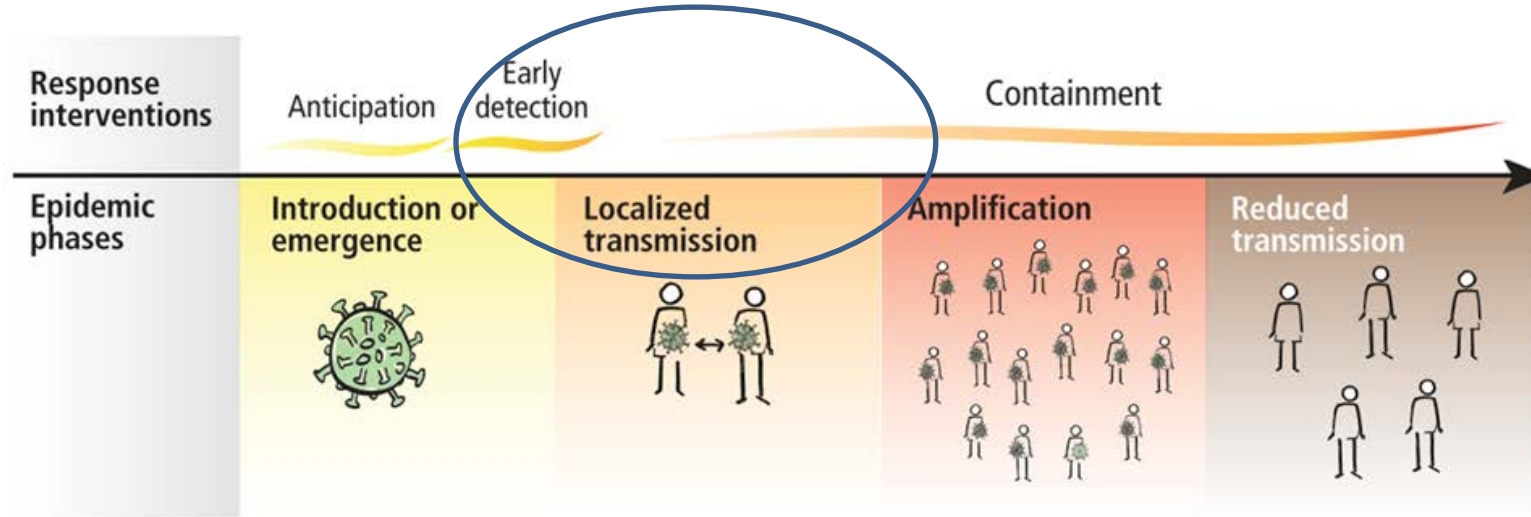 Response
interventions
Anticipation
Early
detection
Containment
Epidemic
phases
Introduction or
emergence
Localized
transmission
Amplification
Reduced
transmission